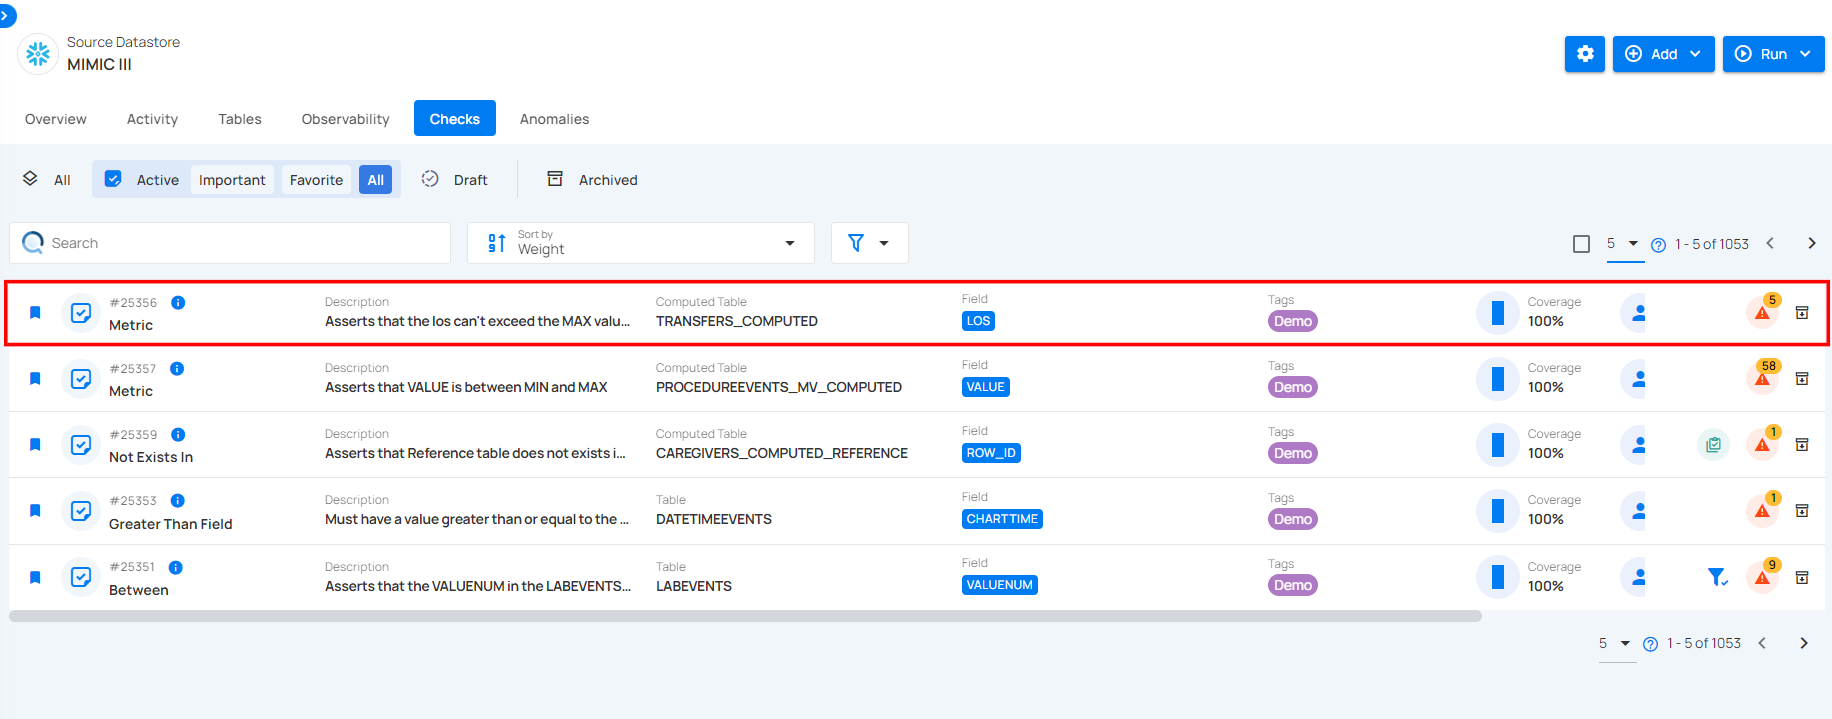 Source Datastore
MIMIC III
Add
Run
Overview
Activity
Tables
Observability
Checks
Anomalies
All
Active
Important
Favorite
All
Draft
Archived
Search
Sort by
Weight
5
1 - 5 of 1053
#25356
Metric
Description
Asserts that the los can't exceed the MAX valu...
Computed Table
TRANSFERS_COMPUTED
Field
LOS
Tags
Demo
Coverage
100%
5
#25357
Metric
Description
Asserts that VALUE is between MIN and MAX
Computed Table
PROCEDUREEVENTS_MV_COMPUTED
Field
VALUE
Tags
Demo
Coverage
100%
58
#25359
Not Exists In
Description
Asserts that Reference table does not exists i...
Computed Table
CAREGIVERS_COMPUTED_REFERENCE
Field
ROW_ID
Tags
Demo
Coverage
100%
1
#25353
Greater Than Field
Description
Must have a value greater than or equal to the ...
Table
DATETIMEEVENTS
Field
CHARTTIME
Tags
Demo
Coverage
100%
1
#25351
Between
Description
Asserts that the VALUENUM in the LABEVENTS...
Table
LABEVENTS
Field
VALUENUM
Tags
Demo
Coverage
100%
9
5
1 - 5 of 1053